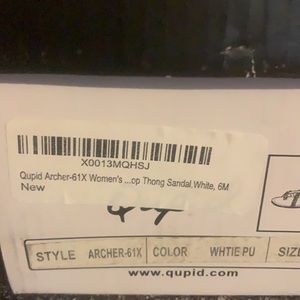 X0013MQHSJ
Qupid Archer-61X Women's ...op Thong Sandal,White, 6M
New
STYLE ARCHER-61X COLOR WHTIE PU SIZE
www.qupid.com